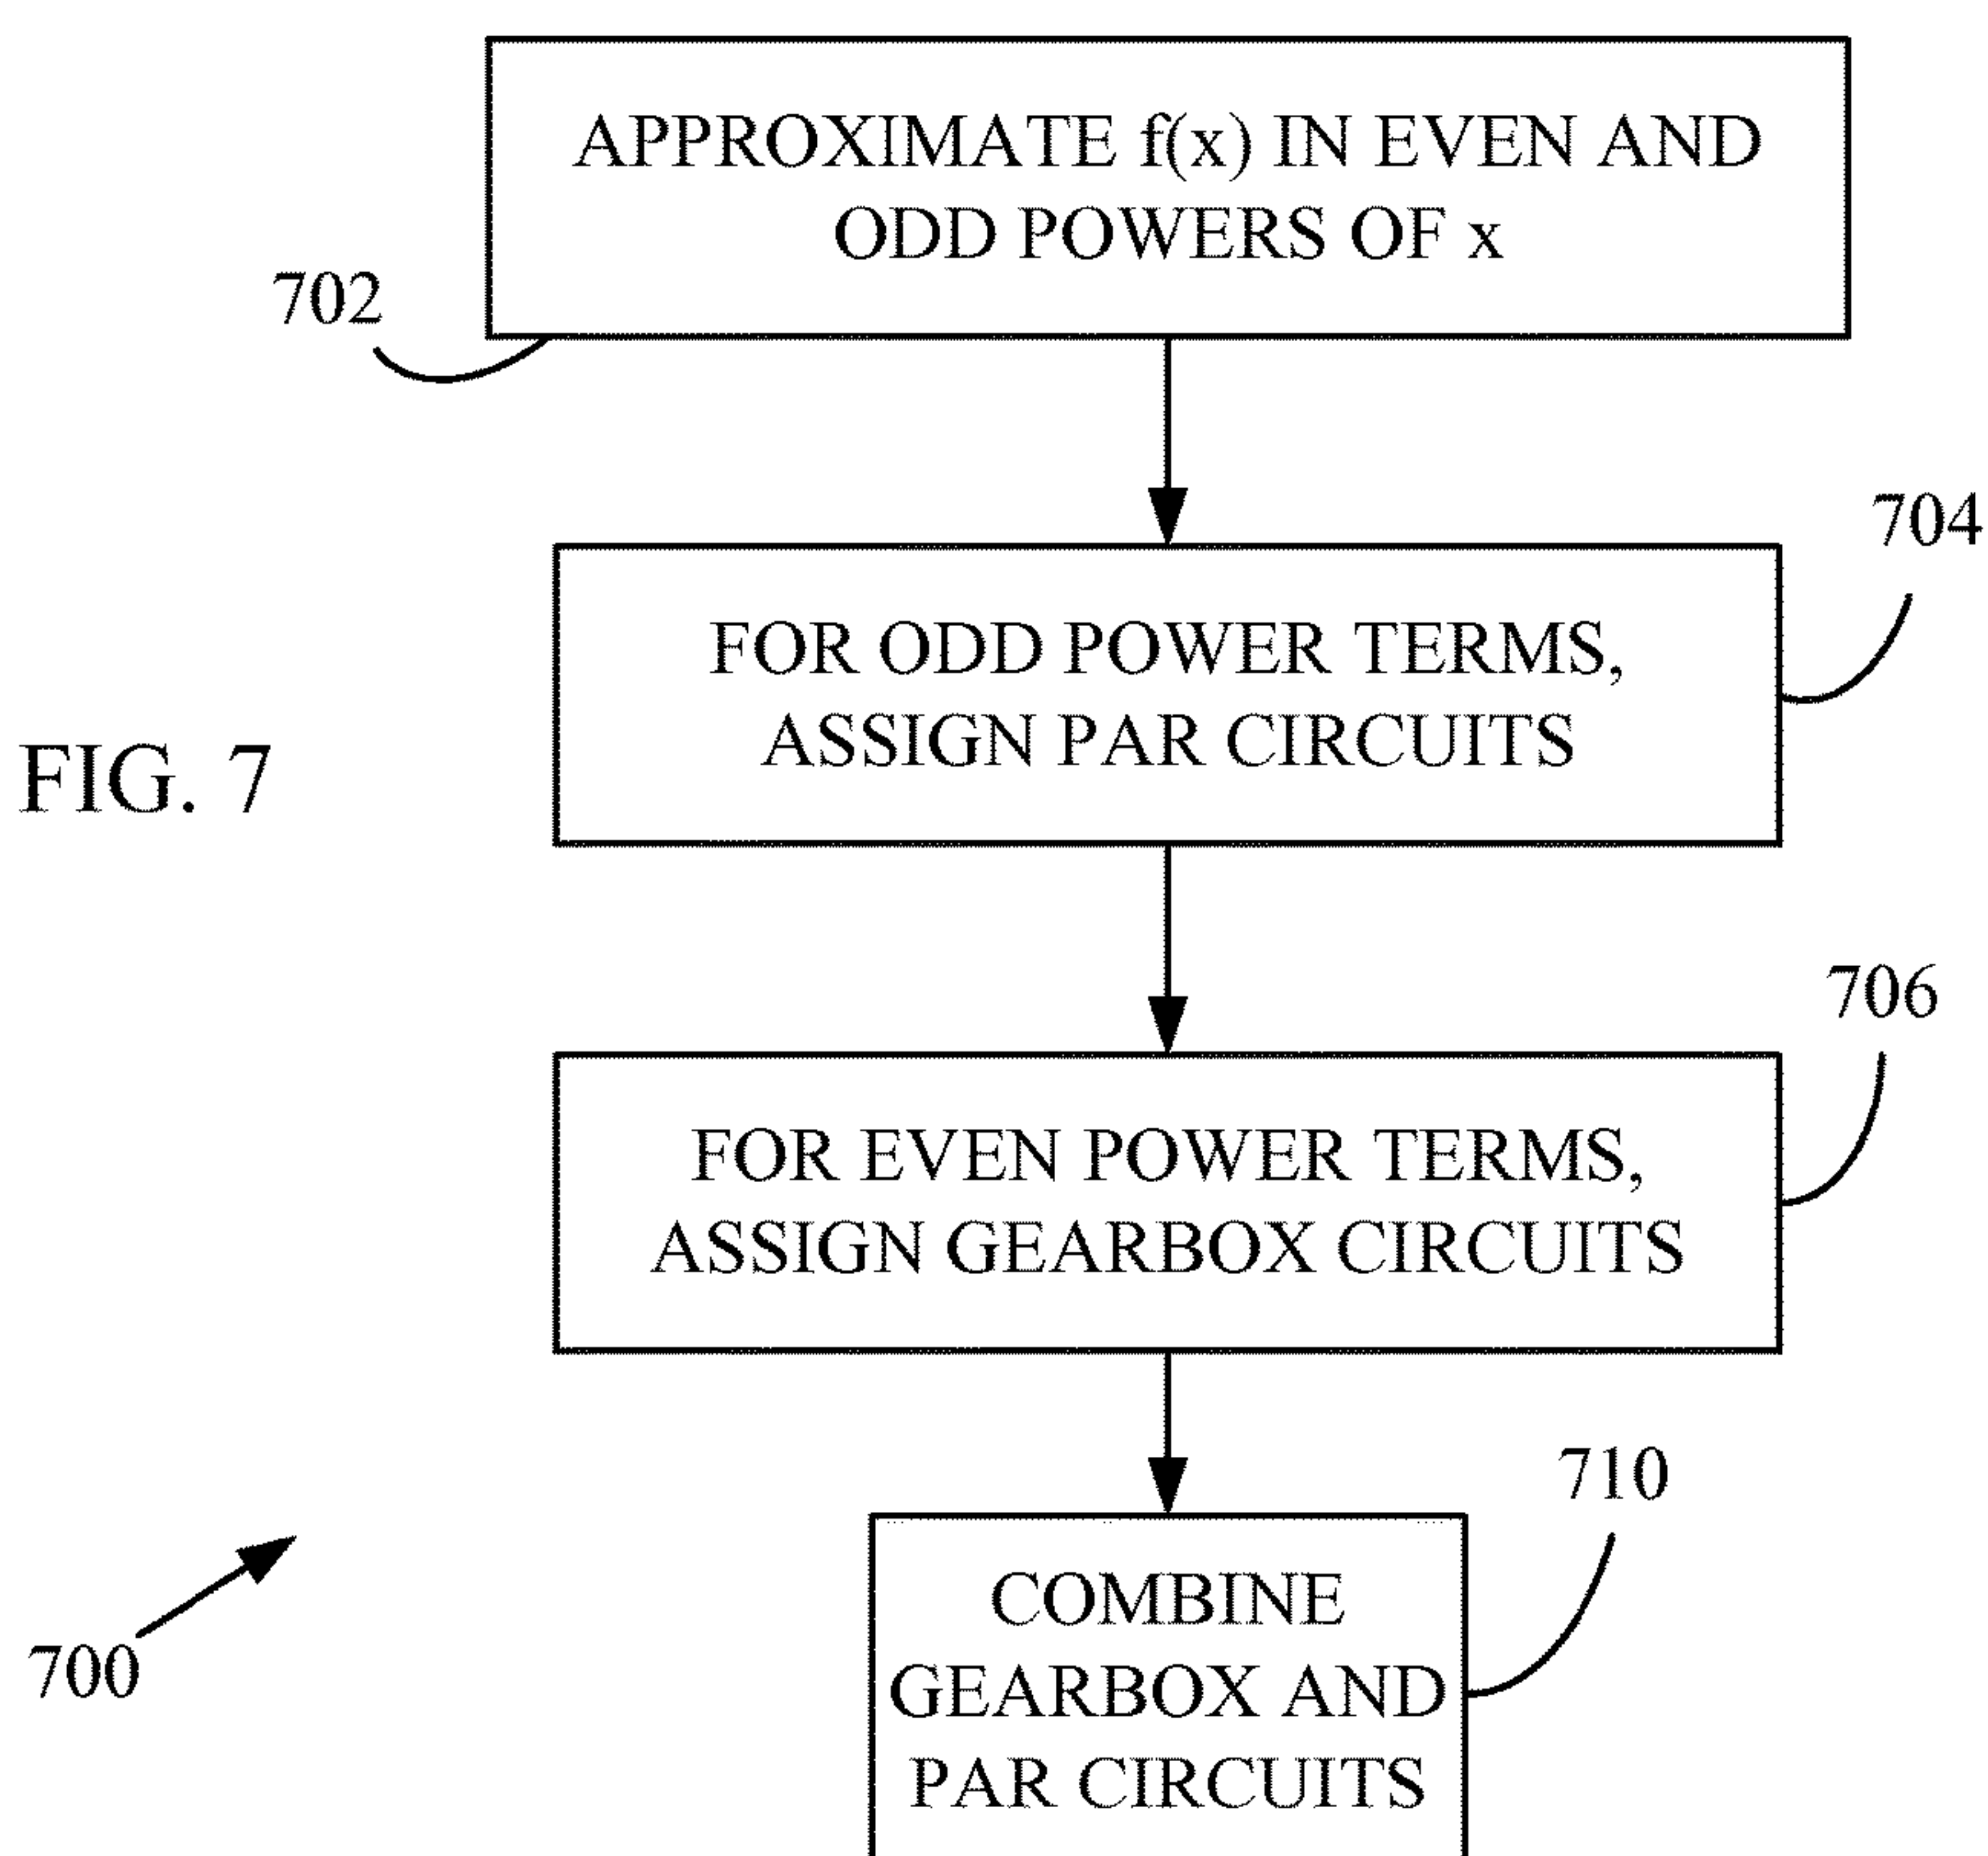 APPROXIMATE f(x) IN EVEN AND
ODD POWERS OF x
702
704
FOR ODD POWER TERMS,
ASSIGN PAR CIRCUITS
FIG. 7
706
FOR EVEN POWER TERMS,
ASSIGN GEARBOX CIRCUITS
710
COMBINE
GEARBOX AND
PAR CIRCUITS
700